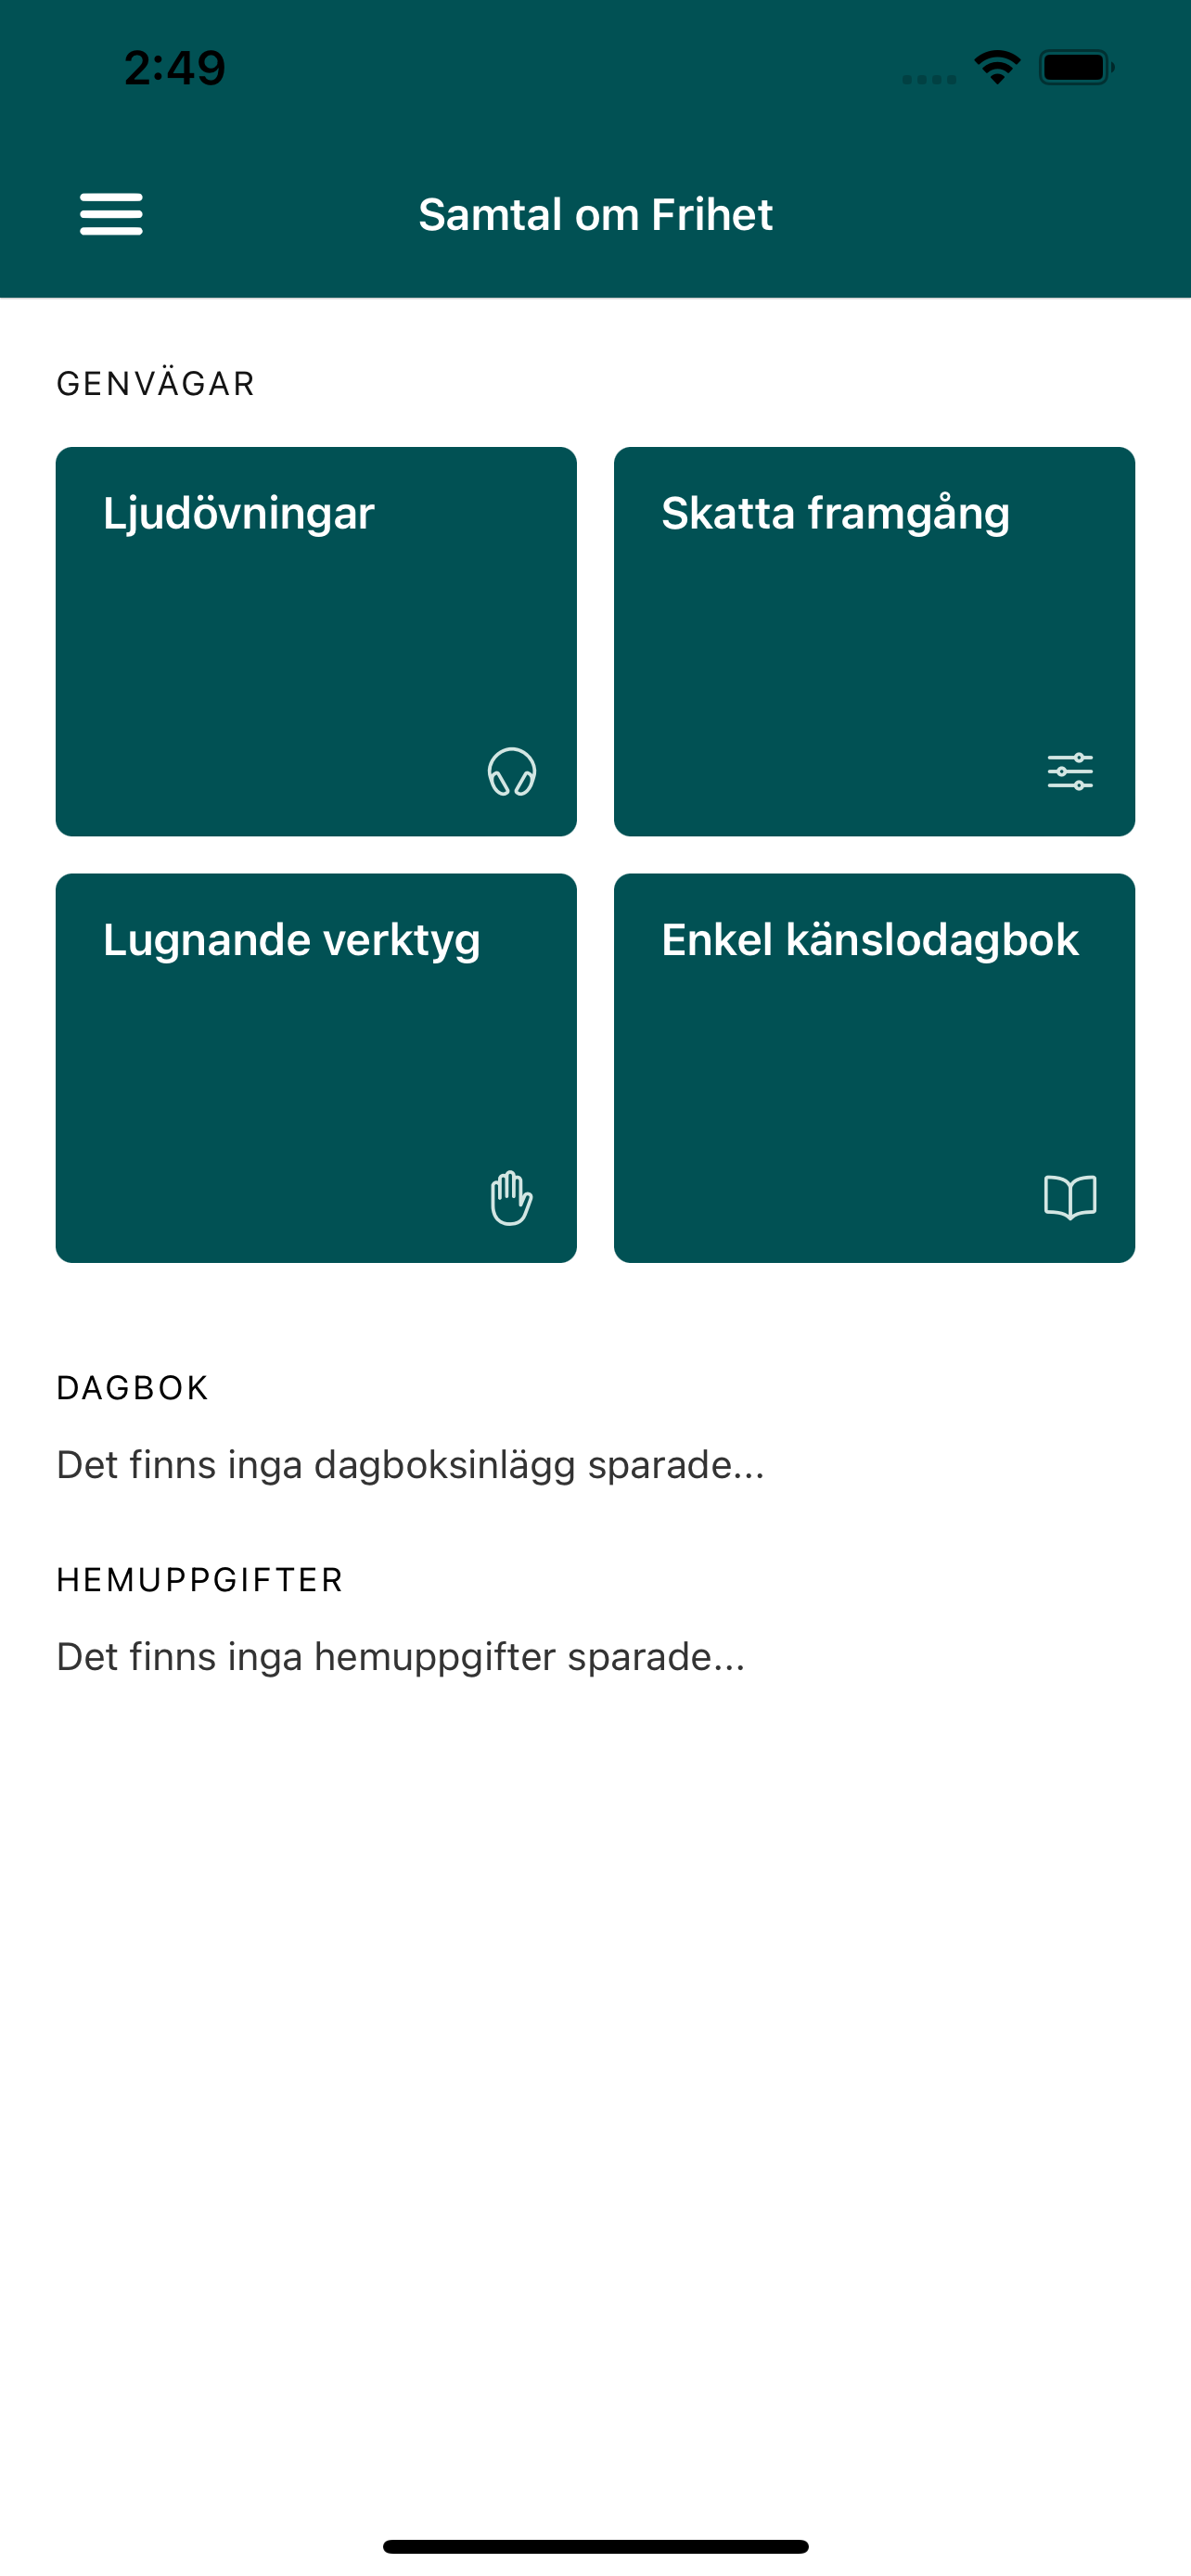 2:49
Samtal om Frihet
GENVÄGAR
Ljudövningar
Skatta framgång
Lugnande verktyg
Enkel känslodagbok
DAGBOK
Det finns inga dagboksinlägg sparade...
HEMUPPGIFTER
Det finns inga hemuppgifter sparade...